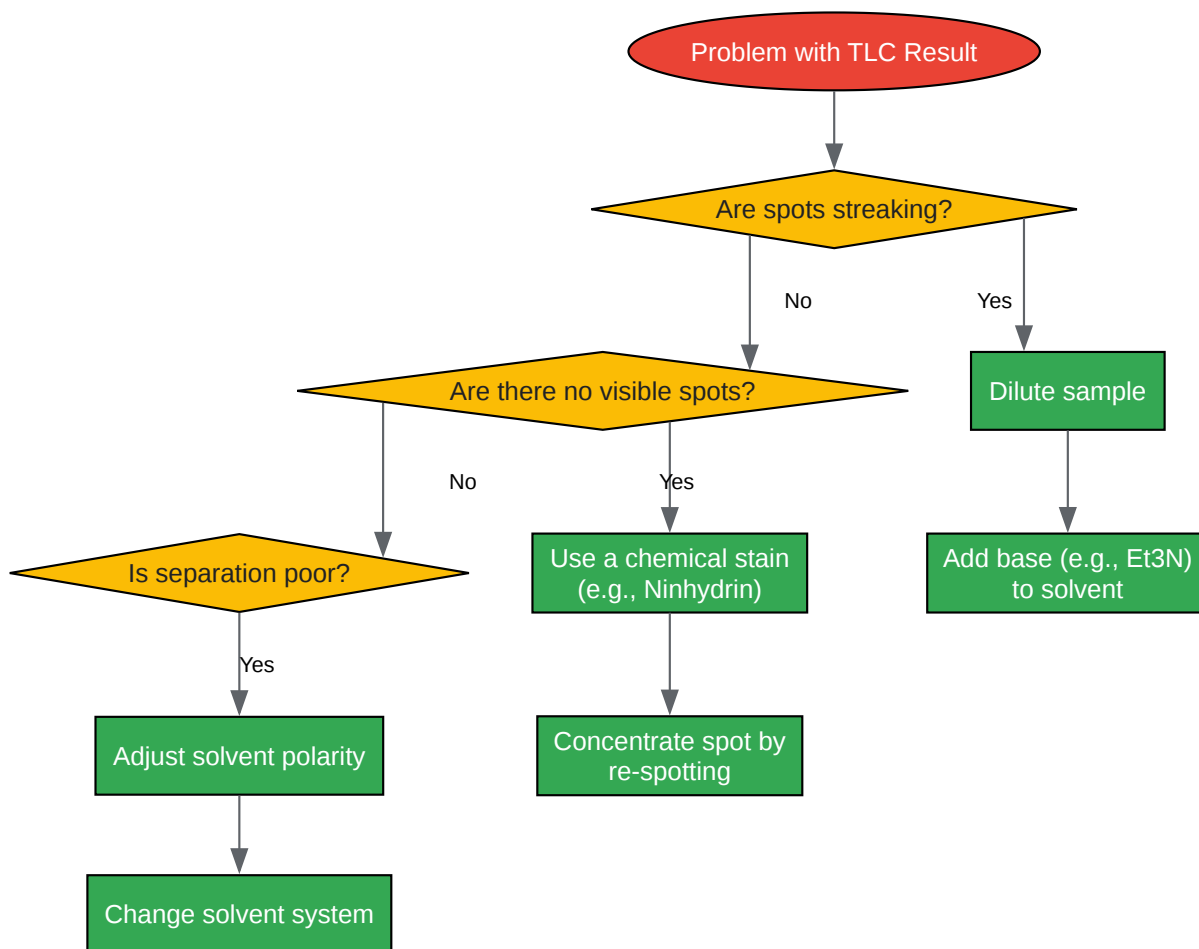 Problem with TLC Result
Are spots streaking?
No
Yes
Are there no visible spots?
Dilute sample
No
Yes
Is separation poor?
Use a chemical stain
(e.g., Ninhydrin)
Add base (e.g., Et3N)
to solvent
Yes
Adjust solvent polarity
Concentrate spot by
re-spotting
Change solvent system